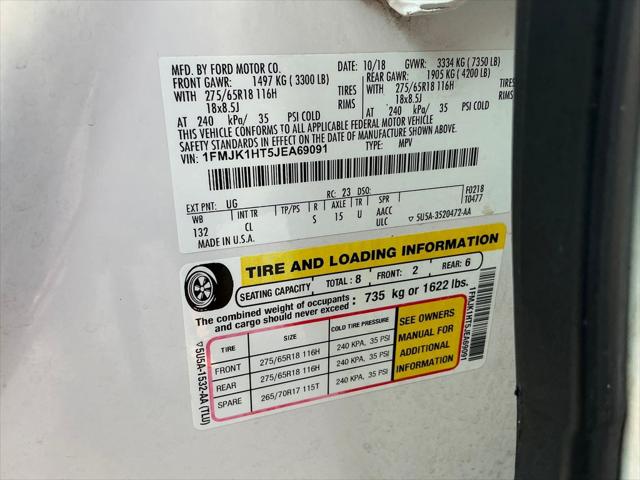 MFD. BY FORD MOTOR CO. 10/18 GVWR: 3334 KG ( 7350 LB)
FRONT GAWR: 1497 KG ( 3300 LB) REAR GAWR: 1905 KG ( 4200 LB)
WITH 275/65R18 116H TIRES WITH 275/65R18 116H TIRES
18x8.5J RIMS 18x8.5J RIMS
AT 240 kPa/ 35 PSI COLD AT 240 kPa/ 35 PSI COLD
THIS VEHICLE CONFORMS TO ALL APPLICABLE FEDERAL MOTOR VEHICLE
SAFETY STANDARDS IN EFFECT ON THE DATE OF MANUFACTURE SHOWN ABOVE.
VIN: 1FMJK1HT5JEA69091 TYPE: MPV
EXT PNT: UG RC: 23 DSO: F0218
WB INT TR TP/PS R AXLE TR SPR T0477
132 CL S 15 U AACC
ULC ▽5U5A-3520472-AA
MADE IN U.S.A.
TIRE AND LOADING INFORMATION
SEATING CAPACITY TOTAL: 8 FRONT: 2 REAR: 6
The combined weight of occupants
and cargo should never exceed: 735 kg or 1622 lbs.
TIRE SIZE COLD TIRE PRESSURE
FRONT 275/65R18 116H 240 KPA, 35 PSI
REAR 275/65R18 116H 240 KPA, 35 PSI
SPARE 265/70R17 115T 240 KPA, 35 PSI
SEE OWNERS
MANUAL FOR
ADDITIONAL
INFORMATION
▽5U5A-1532-AA (TLU)
1FMJK1HT5JEA69091